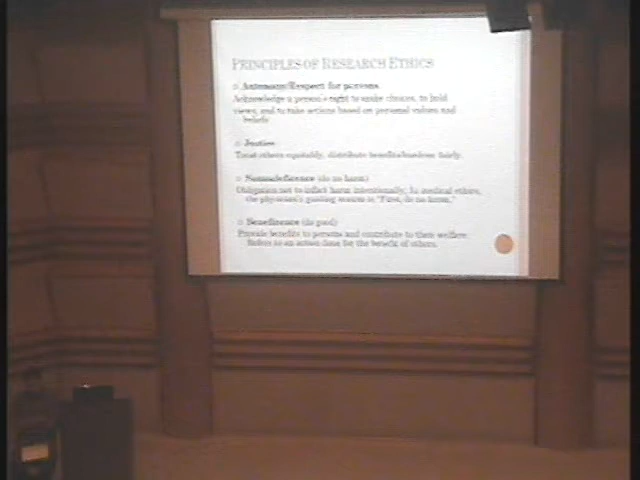 PRINCIPLES OF RESEARCH ETHICS
Autonomy/Respect for persons
Acknowledge a person's right to make choices, to hold
views, and to take actions based on personal values and
beliefs
Justice
Treat others equitably, distribute benefits/burdens fairly.
Nonmaleficence (do no harm)
Obligation not to inflict harm intentionally; In medical ethics,
the physician's guiding maxim is "First, do no harm."
Beneficence (do good)
Provide benefits to persons and contribute to their welfare.
Refers to an action done for the benefit of others.